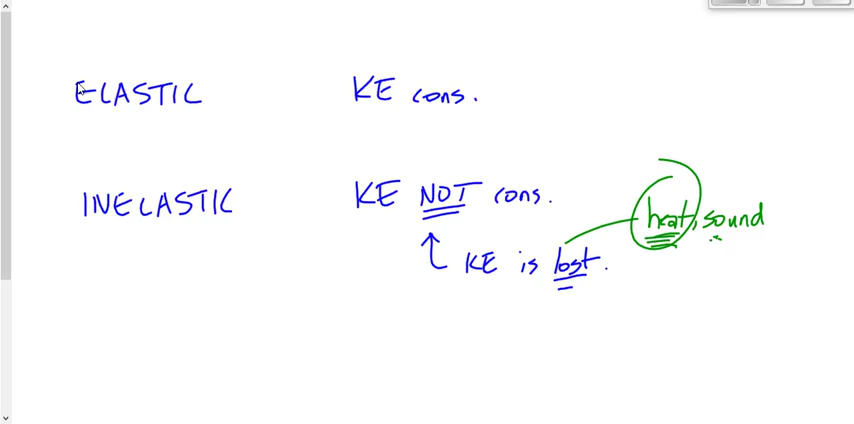 ELASTIC KE cons.
INELASTIC KE NOT cons.
heat, sound
KE is lost.